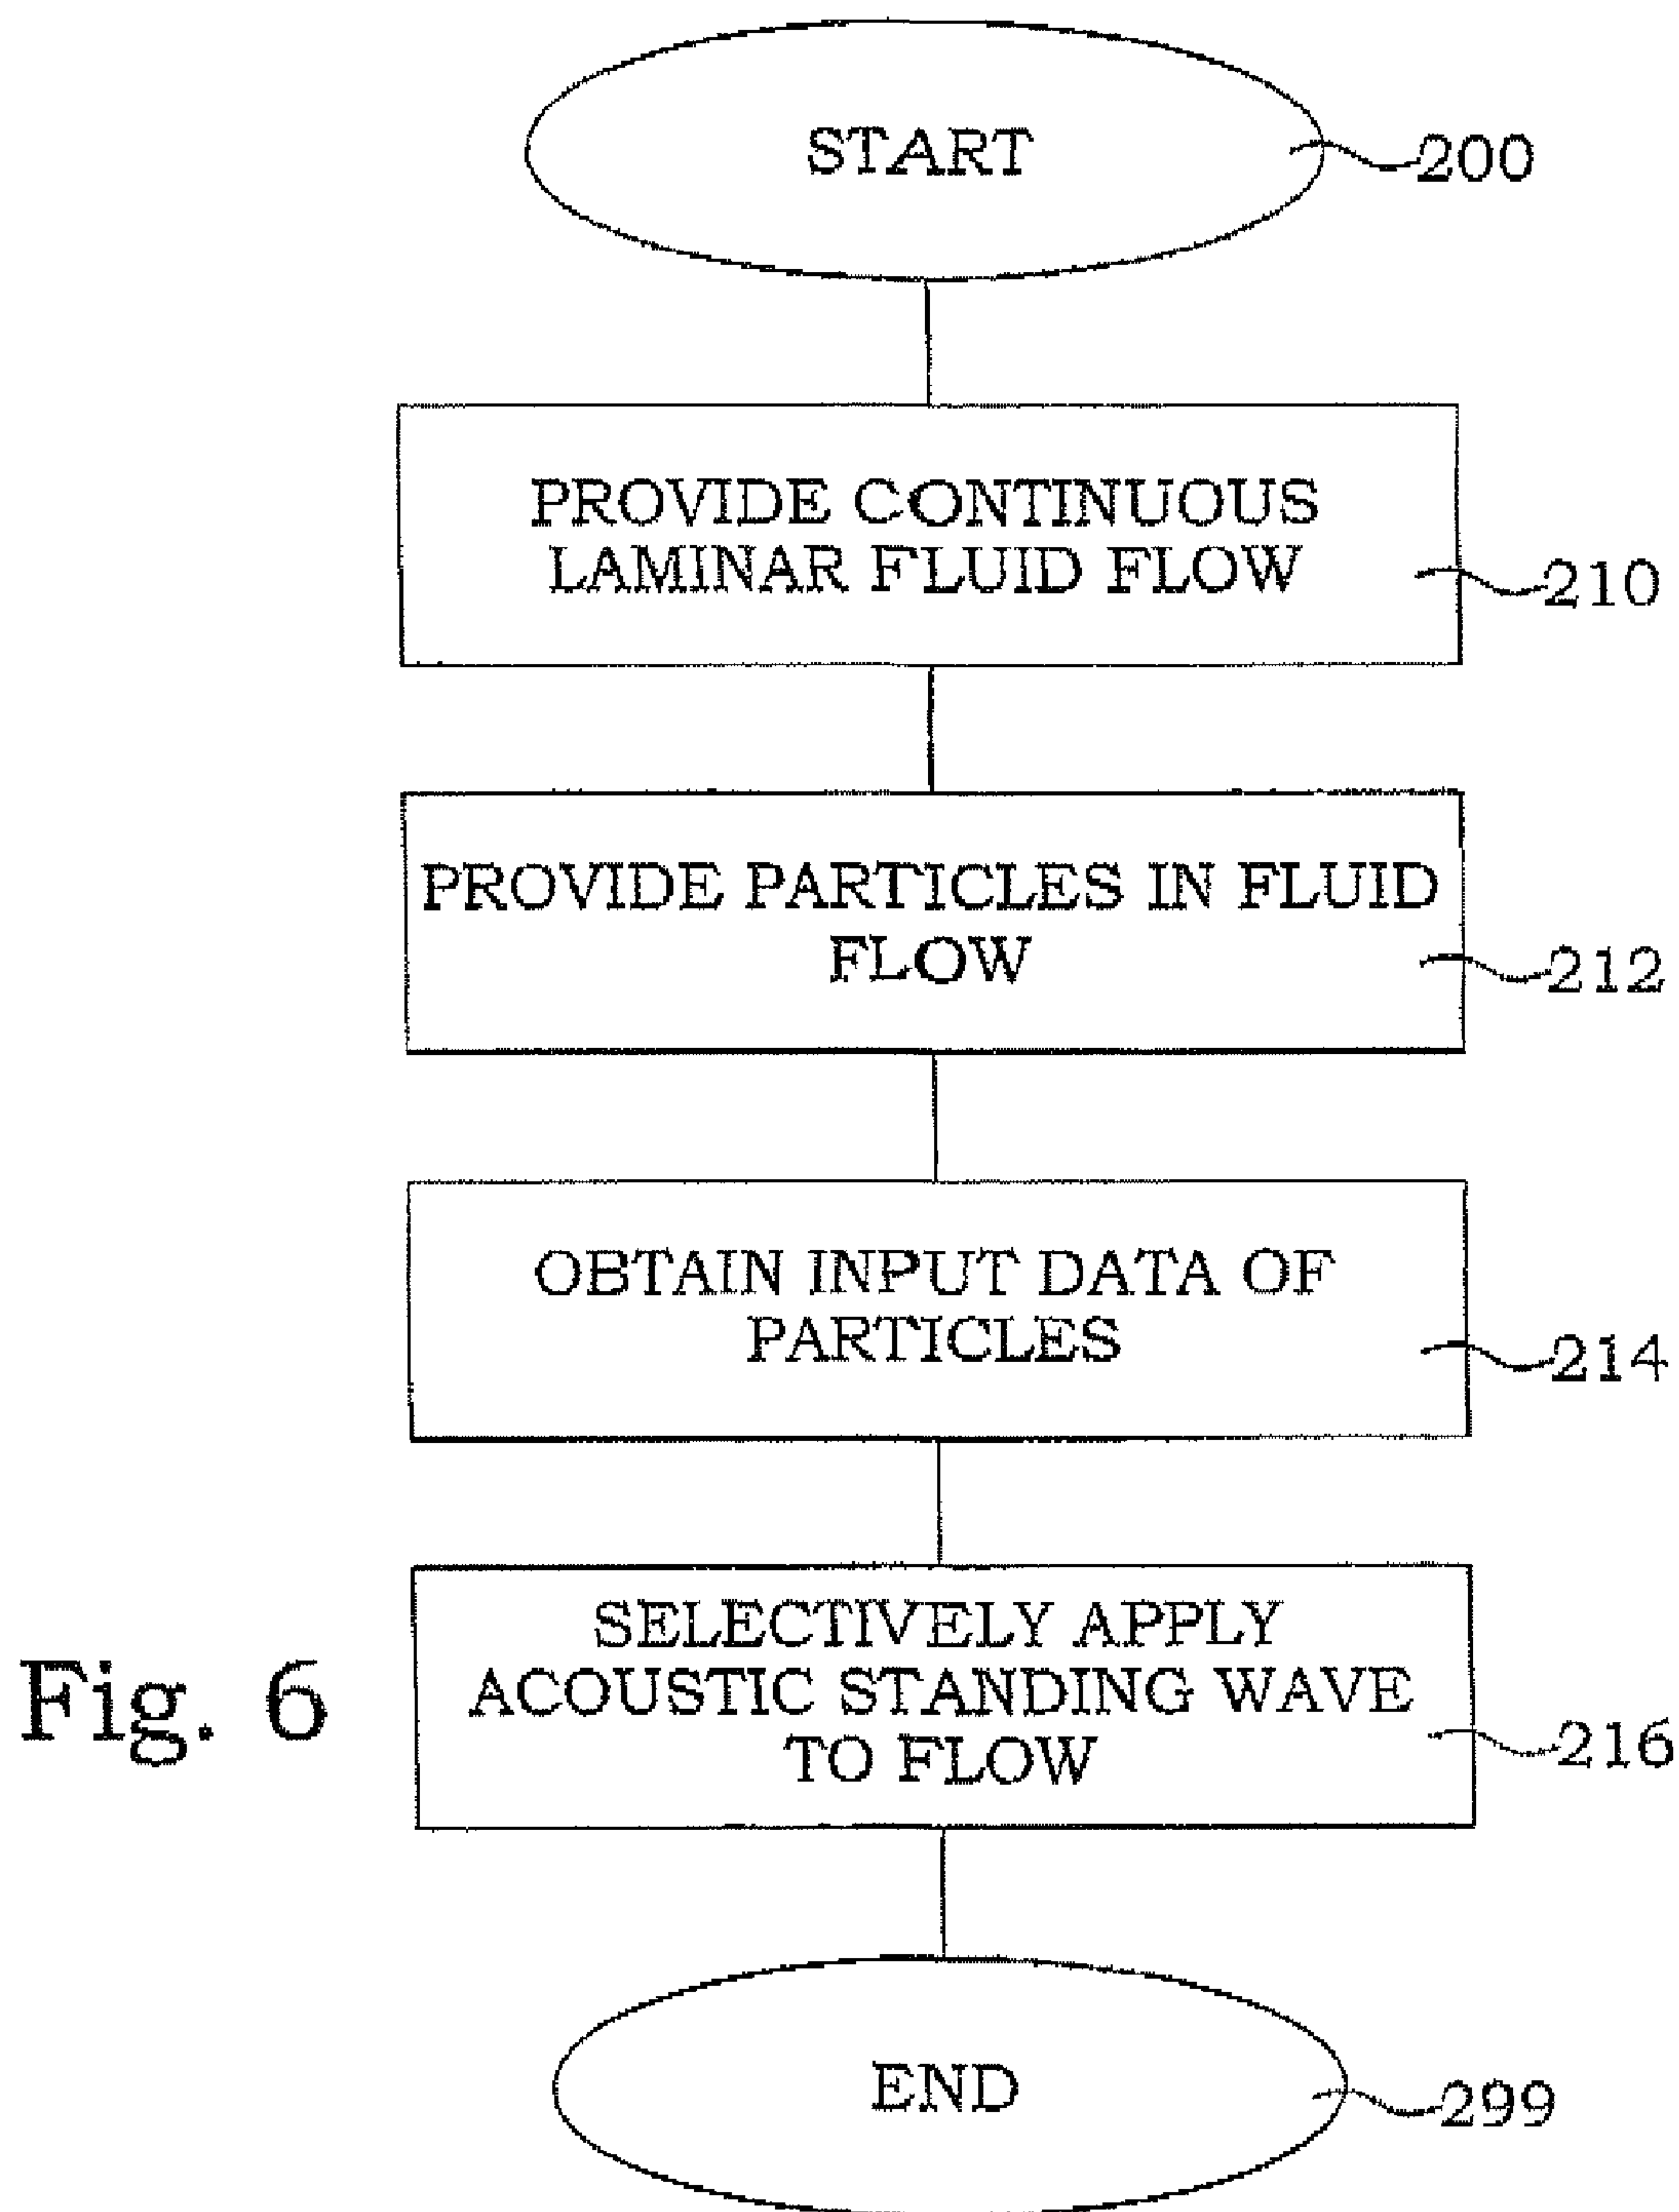 START
200
PROVIDE CONTINUOUS
LAMINAR FLUID FLOW
210
PROVIDE PARTICLES IN FLUID
FLOW
212
OBTAIN INPUT DATA OF
PARTICLES
214
SELECTIVELY APPLY
ACOUSTIC STANDING WAVE
TO FLOW
216
Fig. 6
END
299